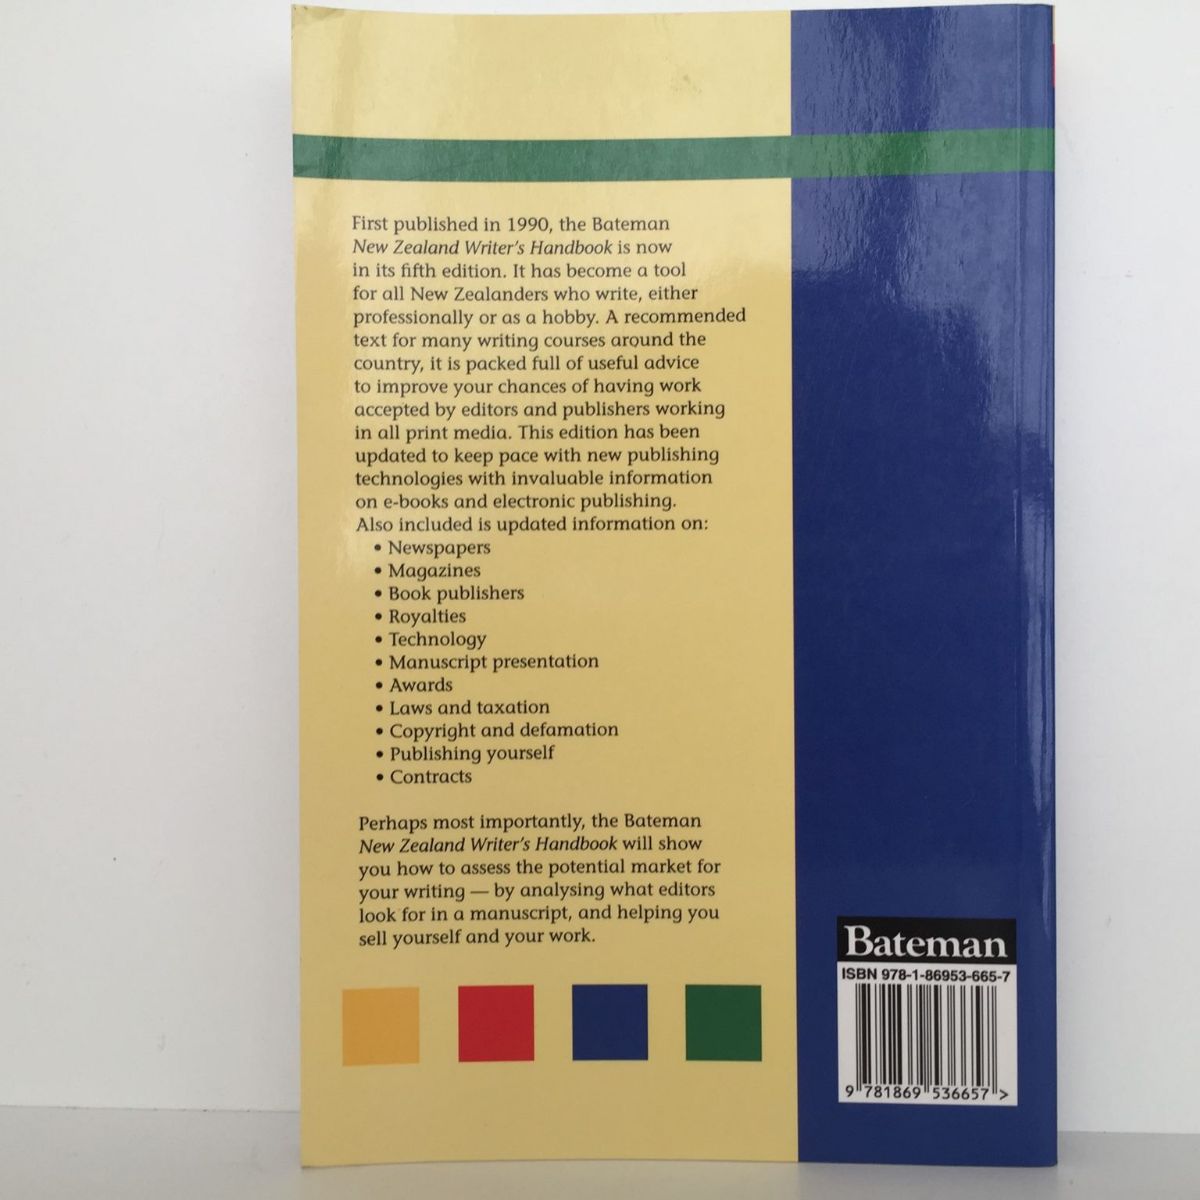 First published in 1990, the Bateman
New Zealand Writer's Handbook is now
in its fifth edition. It has become a tool
for all New Zealanders who write, either
professionally or as a hobby. A recommended
text for many writing courses around the
country, it is packed full of useful advice
to improve your chances of having work
accepted by editors and publishers working
in all print media. This edition has been
updated to keep pace with new publishing
technologies with invaluable information
on e-books and electronic publishing.
Also included is updated information on:
• Newspapers
• Magazines
• Book publishers
• Royalties
• Technology
• Manuscript presentation
• Awards
• Laws and taxation
• Copyright and defamation
• Publishing yourself
• Contracts
Perhaps most importantly, the Bateman
New Zealand Writer's Handbook will show
you how to assess the potential market for
your writing — by analysing what editors
look for in a manuscript, and helping you
sell yourself and your work.
Bateman
ISBN 978-1-86953-665-7
9 781869 536657 >